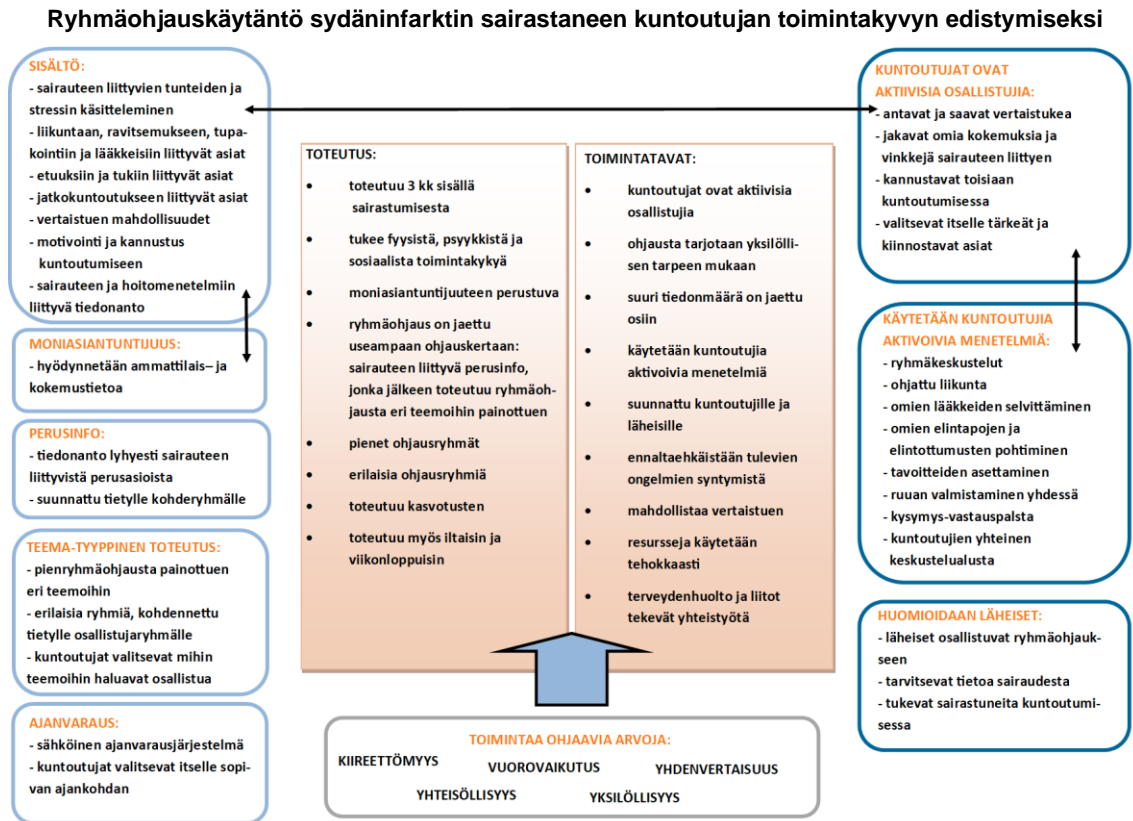 Ryhmäohjauskäytäntö sydäninfarktin sairastaneen kuntoutujan toimintakyvyn edistymiseksi
SISÄLTÖ:
- sairauteen liittyvien tunteiden ja
stressin käsitteleminen
- liikuntaan, ravitsemukseen, tupa-
kointiin ja lääkkeisiin liittyvät asiat
- etuuksiin ja tukiin liittyvät asiat
- jatkokuntoutukseen liittyvät asiat
- vertaistuen mahdollisuudet
- motivointi ja kannustus
kuntoutumiseen
- sairauteen ja hoitomenetelmiin
liittyvä tiedonanto
MONIASIANTUNTIJUUS:
- hyödynnetään ammattilais– ja
kokemustietoa
PERUSINFO:
- tiedonanto lyhyesti sairauteen
liittyvistä perusasioista
- suunnattu tietylle kohderyhmälle
TEEMA-TYYPPINEN TOTEUTUS:
- pienryhmäohjausta painottuen
eri teemoihin
- erilaisia ryhmiä, kohdennettu
tietylle osallistujaryhmälle
- kuntoutujat valitsevat mihin
teemoihin haluavat osallistua
AJANVARAUS:
- sähköinen ajanvarausjärjestelmä
- kuntoutujat valitsevat itselle sopi-
van ajankohdan
TOTEUTUS:
• toteutuu 3 kk sisällä
sairastumisesta
• tukee fyysistä, psyykkistä ja
sosiaalista toimintakykyä
• moniasiantuntijuuteen perustuva
• ryhmäohjaus on jaettu
useampaan ohjauskertaan:
sairauteen liittyvä perusinfo,
jonka jälkeen toteutuu ryhmäoh-
jausta eri teemoihin painottuen
• pienet ohjausryhmät
• erilaisia ohjausryhmiä
• toteutuu kasvotusten
• toteutuu myös iltaisin ja
viikonloppuisin
TOIMINTATAVAT:
• kuntoutujat ovat aktiivisia
osallistujia
• ohjausta tarjotaan yksilölli-
sen tarpeen mukaan
• suuri tiedonmäärä on jaettu
osiin
• käytetään kuntoutujia
aktivoivia menetelmiä
• suunnattu kuntoutujille ja
läheisille
• ennaltaehkäistään tulevien
ongelmien syntymistä
• mahdollistaa vertaistuen
• resursseja käytetään
tehokkaasti
• terveydenhuolto ja liitot
tekevät yhteistyötä
TOIMINTAA OHJAAVIA ARVOJA:
KIIREETTÖMYYS VUOROVAIKUTUS YHDENVERTAISUUS
YHTEISÖLLISYYS YKSILÖLLISYYS
KUNTOUTUJAT OVAT
AKTIIVISIA OSALLISTUJIA:
- antavat ja saavat vertaistukea
- jakavat omia kokemuksia ja
vinkkejä sairauteen liittyen
- kannustavat toisiaan
kuntoutumisessa
- valitsevat itselle tärkeät ja
kiinnostavat asiat
KÄYTETÄÄN KUNTOUTUJIA
AKTIVOIVIA MENETELMIÄ:
- ryhmäkeskustelut
- ohjattu liikunta
- omien lääkkeiden selvittäminen
- omien elintapojen ja
elintottumusten pohtiminen
- tavoitteiden asettaminen
- ruuan valmistaminen yhdessä
- kysymys-vastauspalsta
- kuntoutujien yhteinen
keskustelualusta
HUOMIOIDAAN LÄHEISET:
- läheiset osallistuvat ryhmäohjauk-
seen
- tarvitsevat tietoa sairaudesta
- tukevat sairastuneita kuntoutumi-
sessa